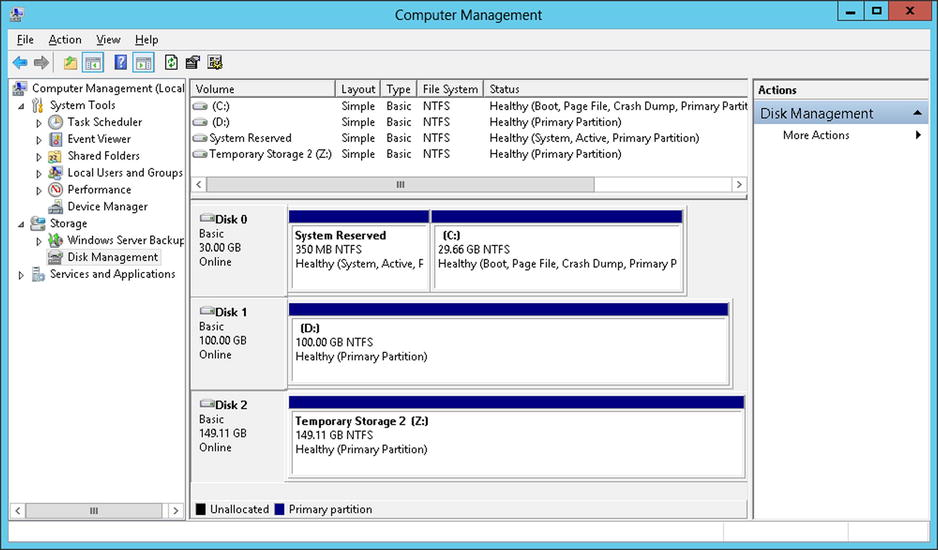 Computer Management
File Action View Help
Computer Management (Local
System Tools
Task Scheduler
Event Viewer
Shared Folders
Local Users and Groups
Performance
Device Manager
Storage
Windows Server Backup
Disk Management
Services and Applications
Volume Layout Type File System Status
(C:) Simple Basic NTFS Healthy (Boot, Page File, Crash Dump, Primary Partit
(D:) Simple Basic NTFS Healthy (Primary Partition)
System Reserved Simple Basic NTFS Healthy (System, Active, Primary Partition)
Temporary Storage 2 (Z:) Simple Basic NTFS Healthy (Primary Partition)
Disk 0
Basic
30.00 GB
Online
System Reserved
350 MB NTFS
Healthy (System, Active, P
(C:)
29.66 GB NTFS
Healthy (Boot, Page File, Crash Dump, Primary P
Disk 1
Basic
100.00 GB
Online
(D:)
100.00 GB NTFS
Healthy (Primary Partition)
Disk 2
Basic
149.11 GB
Online
Temporary Storage 2 (Z:)
149.11 GB NTFS
Healthy (Primary Partition)
Unallocated Primary partition
Actions
Disk Management
More Actions